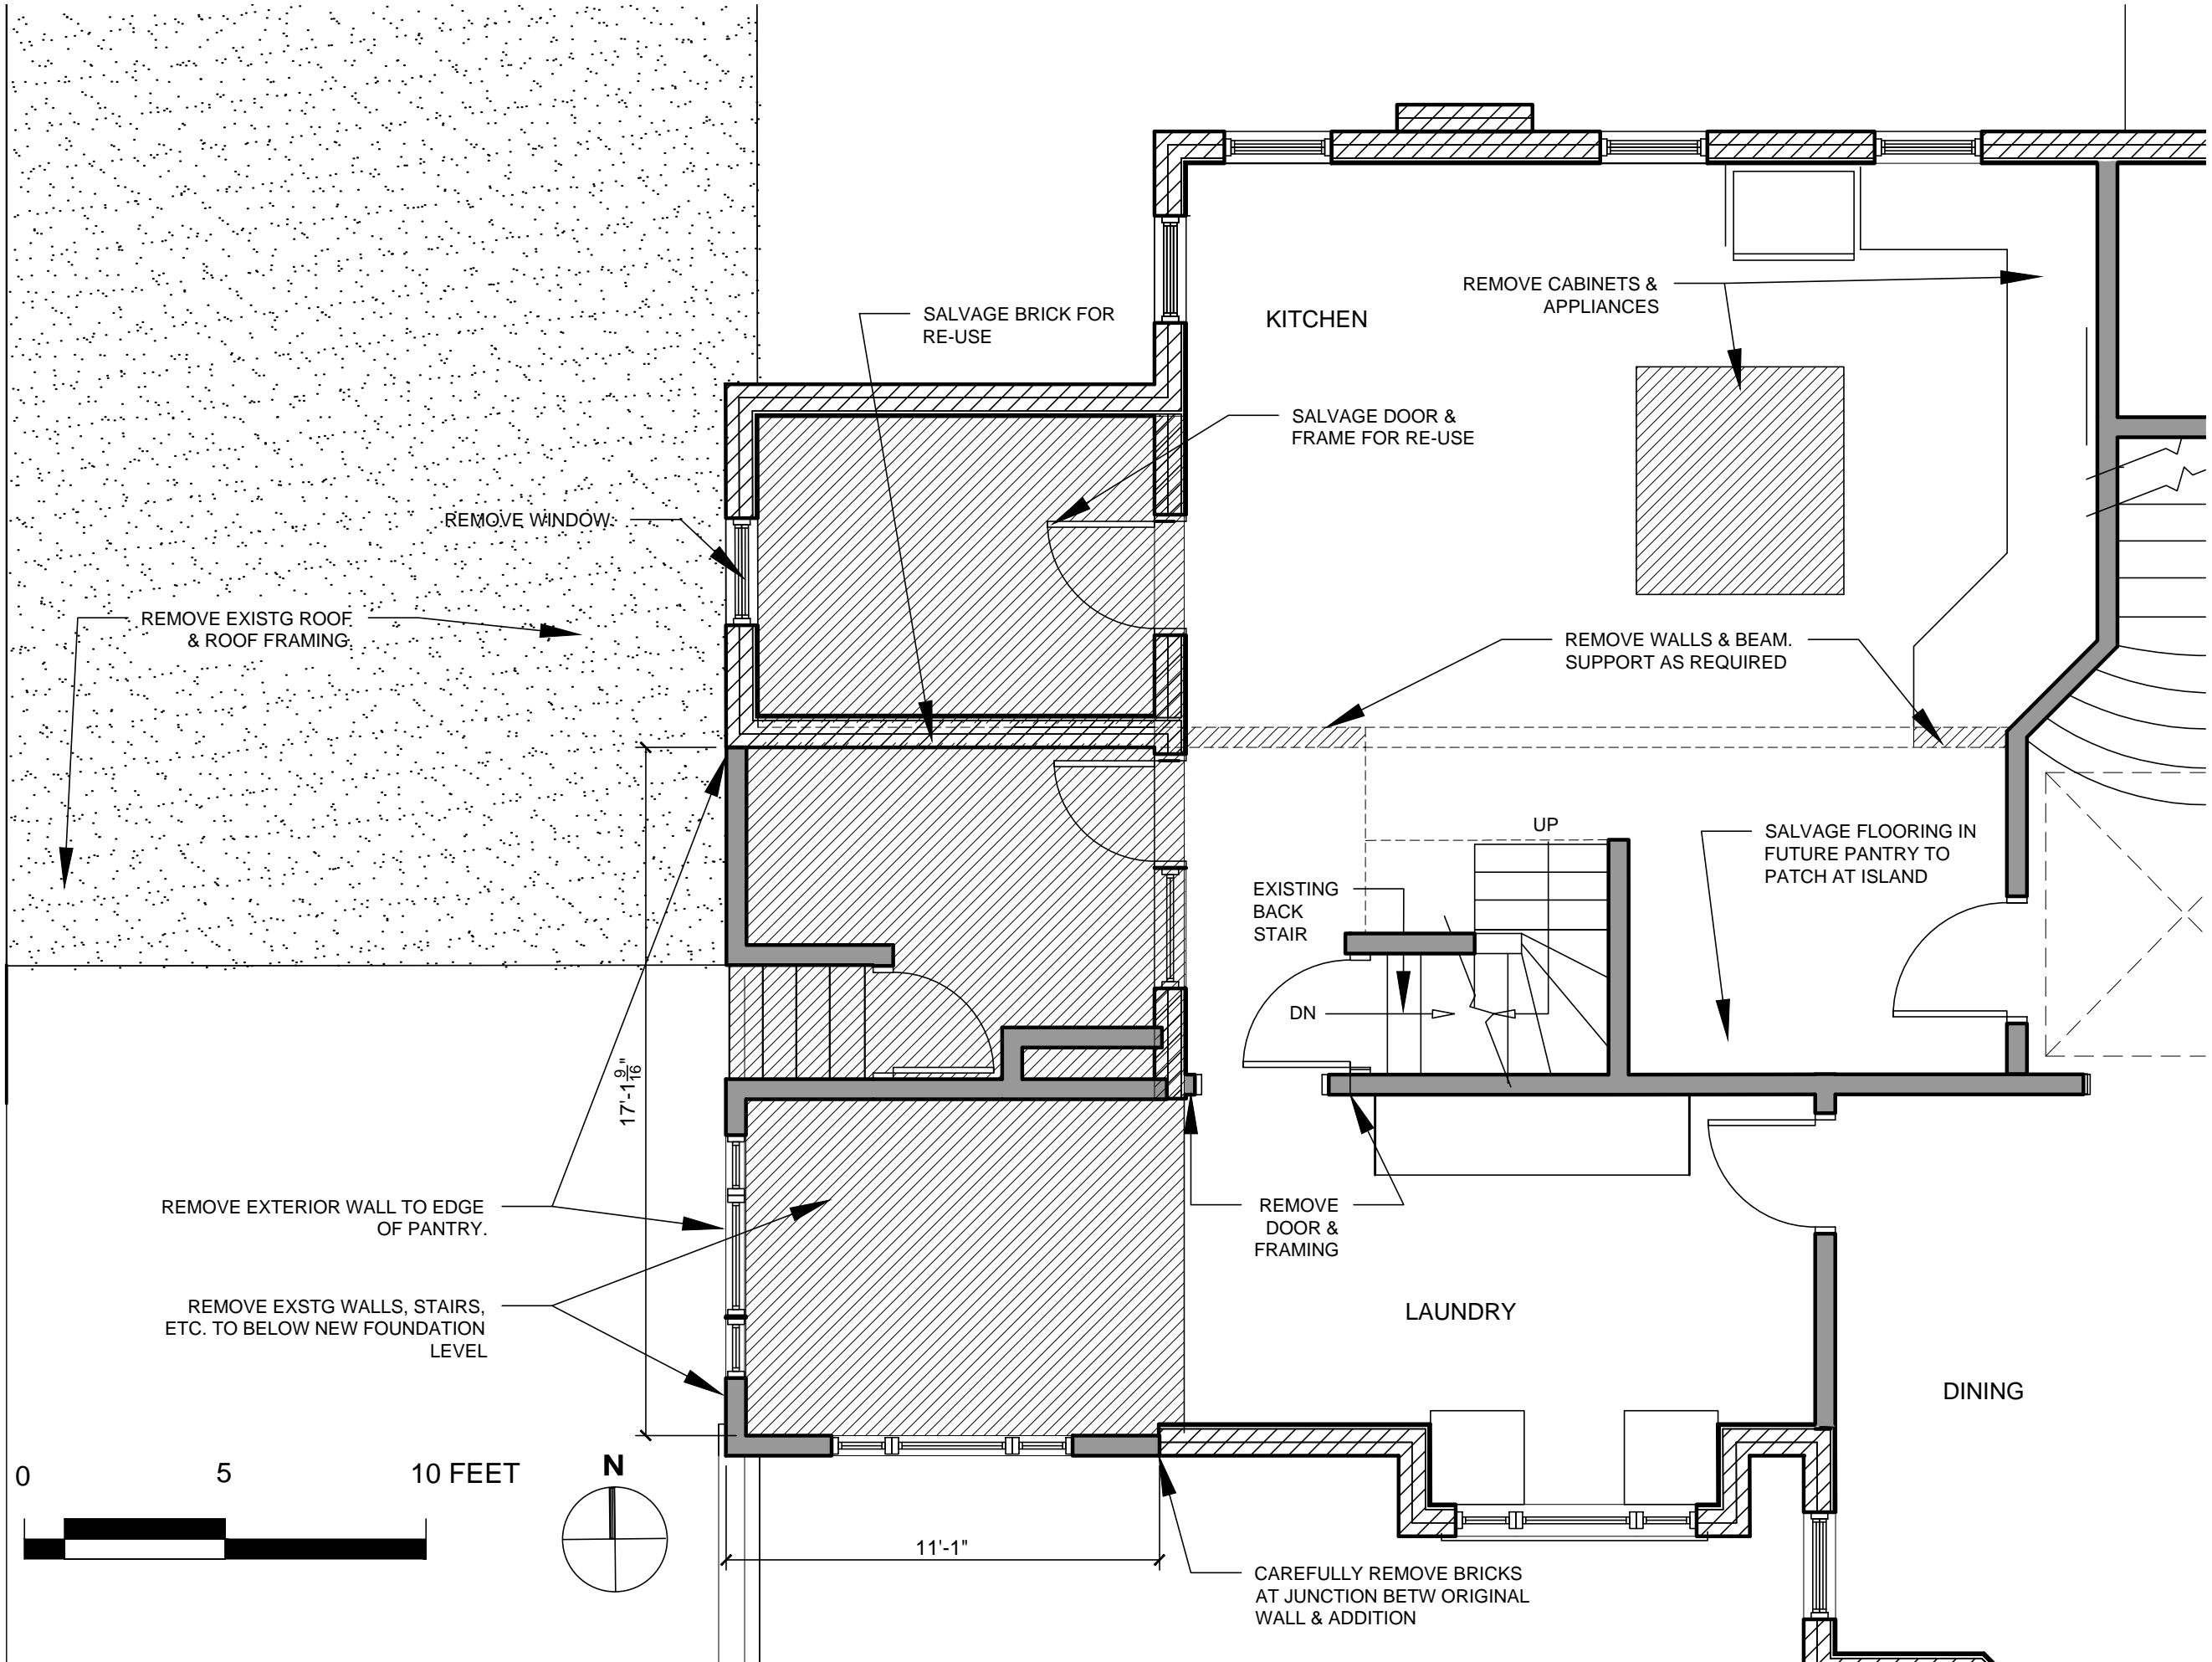 SALVAGE BRICK FOR
RE-USE
KITCHEN
REMOVE CABINETS &
APPLIANCES
SALVAGE DOOR &
FRAME FOR RE-USE
REMOVE WINDOW
REMOVE EXISTG ROOF
& ROOF FRAMING
REMOVE WALLS & BEAM.
SUPPORT AS REQUIRED
UP
SALVAGE FLOORING IN
FUTURE PANTRY TO
PATCH AT ISLAND
EXISTING
BACK
STAIR
DN
17'-1 9/16"
REMOVE EXTERIOR WALL TO EDGE
OF PANTRY.
REMOVE
DOOR &
FRAMING
REMOVE EXSTG WALLS, STAIRS,
ETC. TO BELOW NEW FOUNDATION
LEVEL
LAUNDRY
DINING
0 5 10 FEET
N
11'-1"
CAREFULLY REMOVE BRICKS
AT JUNCTION BETW ORIGINAL
WALL & ADDITION